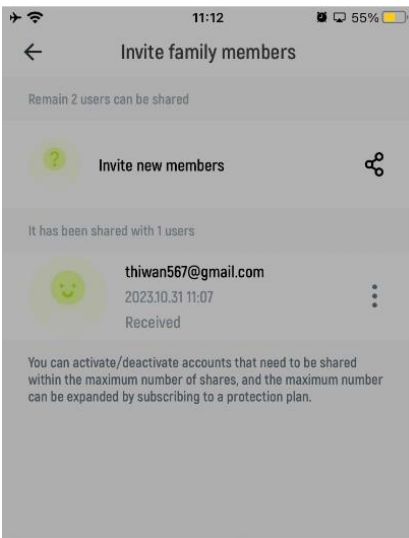 11:12
55%
Invite family members
Remain 2 users can be shared
?
Invite new members
It has been shared with 1 users
thiwan567@gmail.com
2023.10.31 11:07
Received
You can activate/deactivate accounts that need to be shared
within the maximum number of shares, and the maximum number
can be expanded by subscribing to a protection plan.